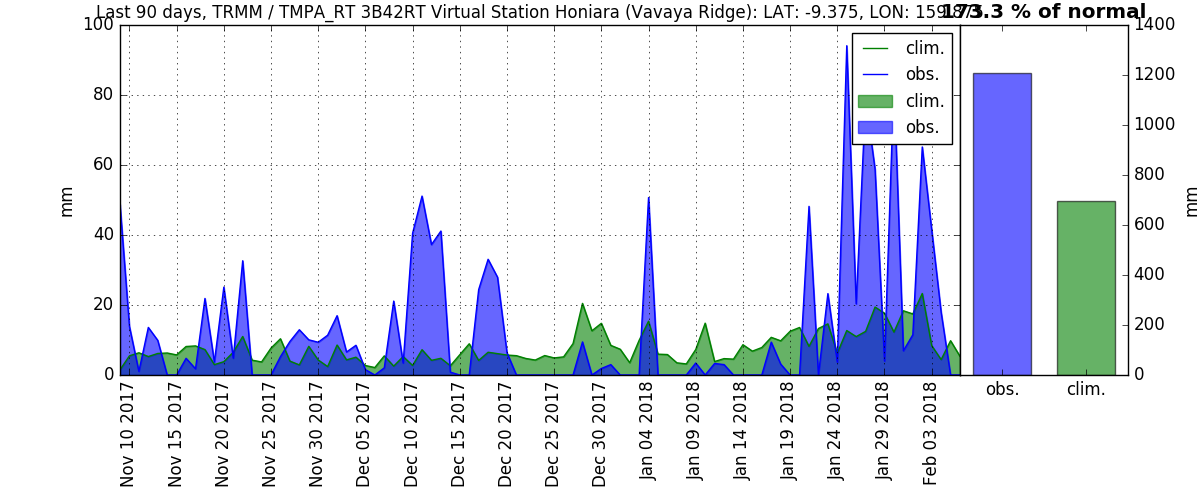 Last 90 days, TRMM / TMPA_RT 3B42RT Virtual Station Honiara (Vavaya Ridge): LAT: -9.375, LON: 159.875
173.3 % of normal
100
80
60
40
20
0
mm
clim.
obs.
clim.
obs.
1400
1200
1000
800
600
400
200
0
mm
Nov 10 2017
Nov 15 2017
Nov 20 2017
Nov 25 2017
Nov 30 2017
Dec 05 2017
Dec 10 2017
Dec 15 2017
Dec 20 2017
Dec 25 2017
Dec 30 2017
Jan 04 2018
Jan 09 2018
Jan 14 2018
Jan 19 2018
Jan 24 2018
Jan 29 2018
Feb 03 2018
obs.
clim.